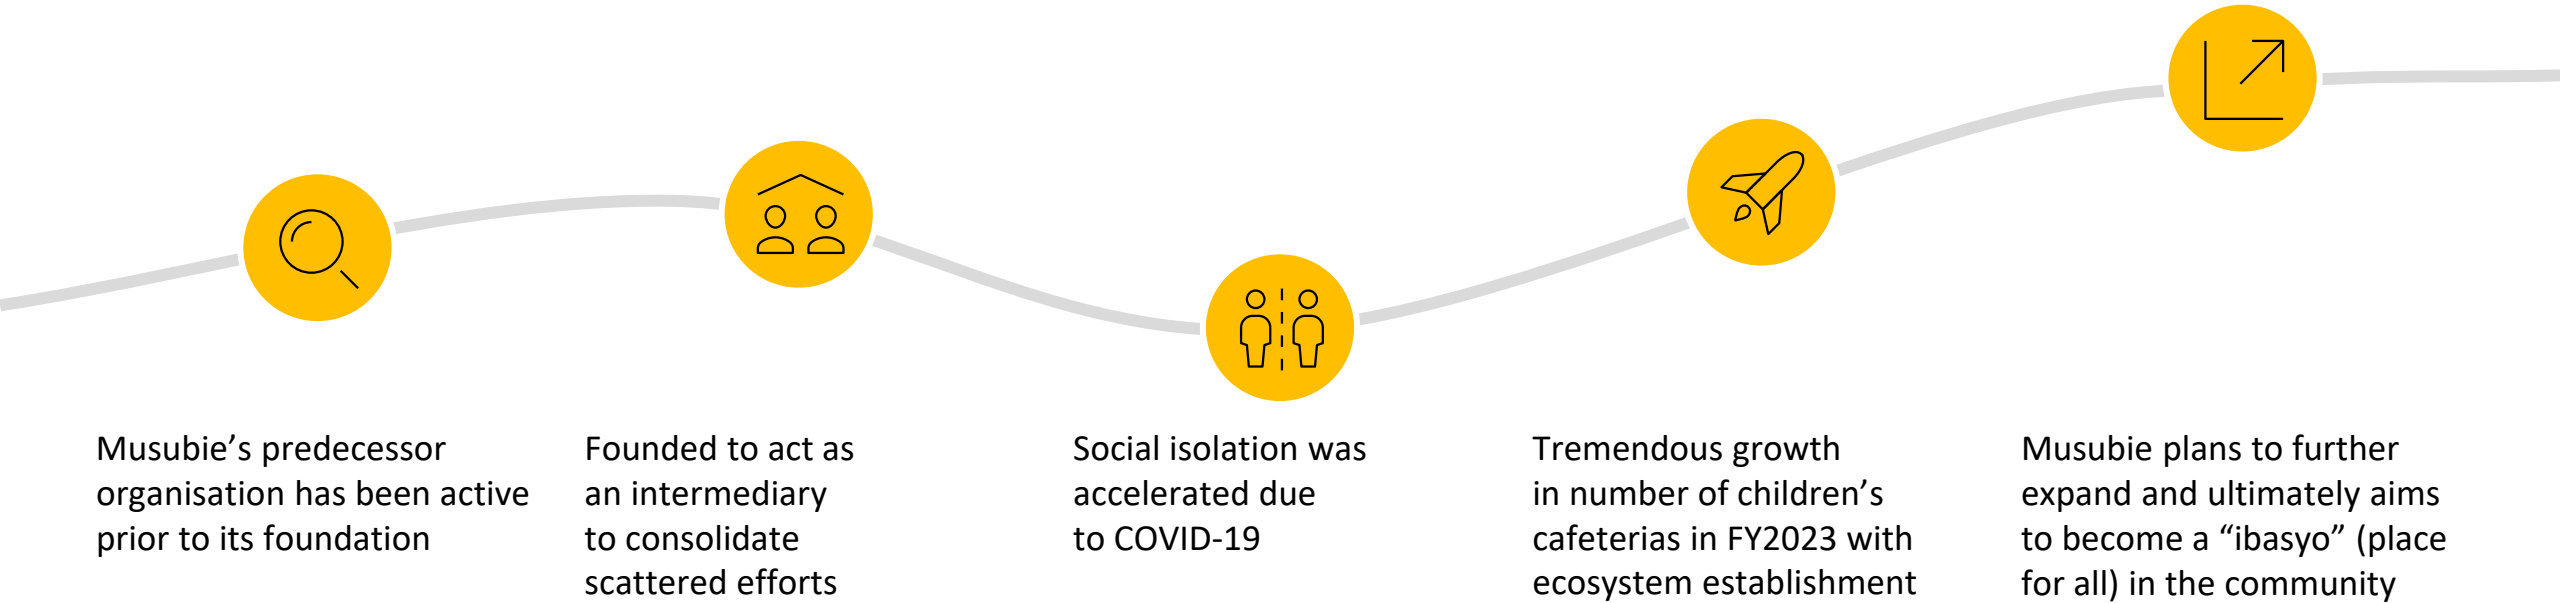 Musubie’s predecessor
organisation has been active
prior to its foundation
Founded to act as
an intermediary
to consolidate
scattered efforts
Social isolation was
accelerated due
to COVID-19
Tremendous growth
in number of children’s
cafeterias in FY2023 with
ecosystem establishment
Musubie plans to further
expand and ultimately aims
to become a “ibasyo” (place
for all) in the community